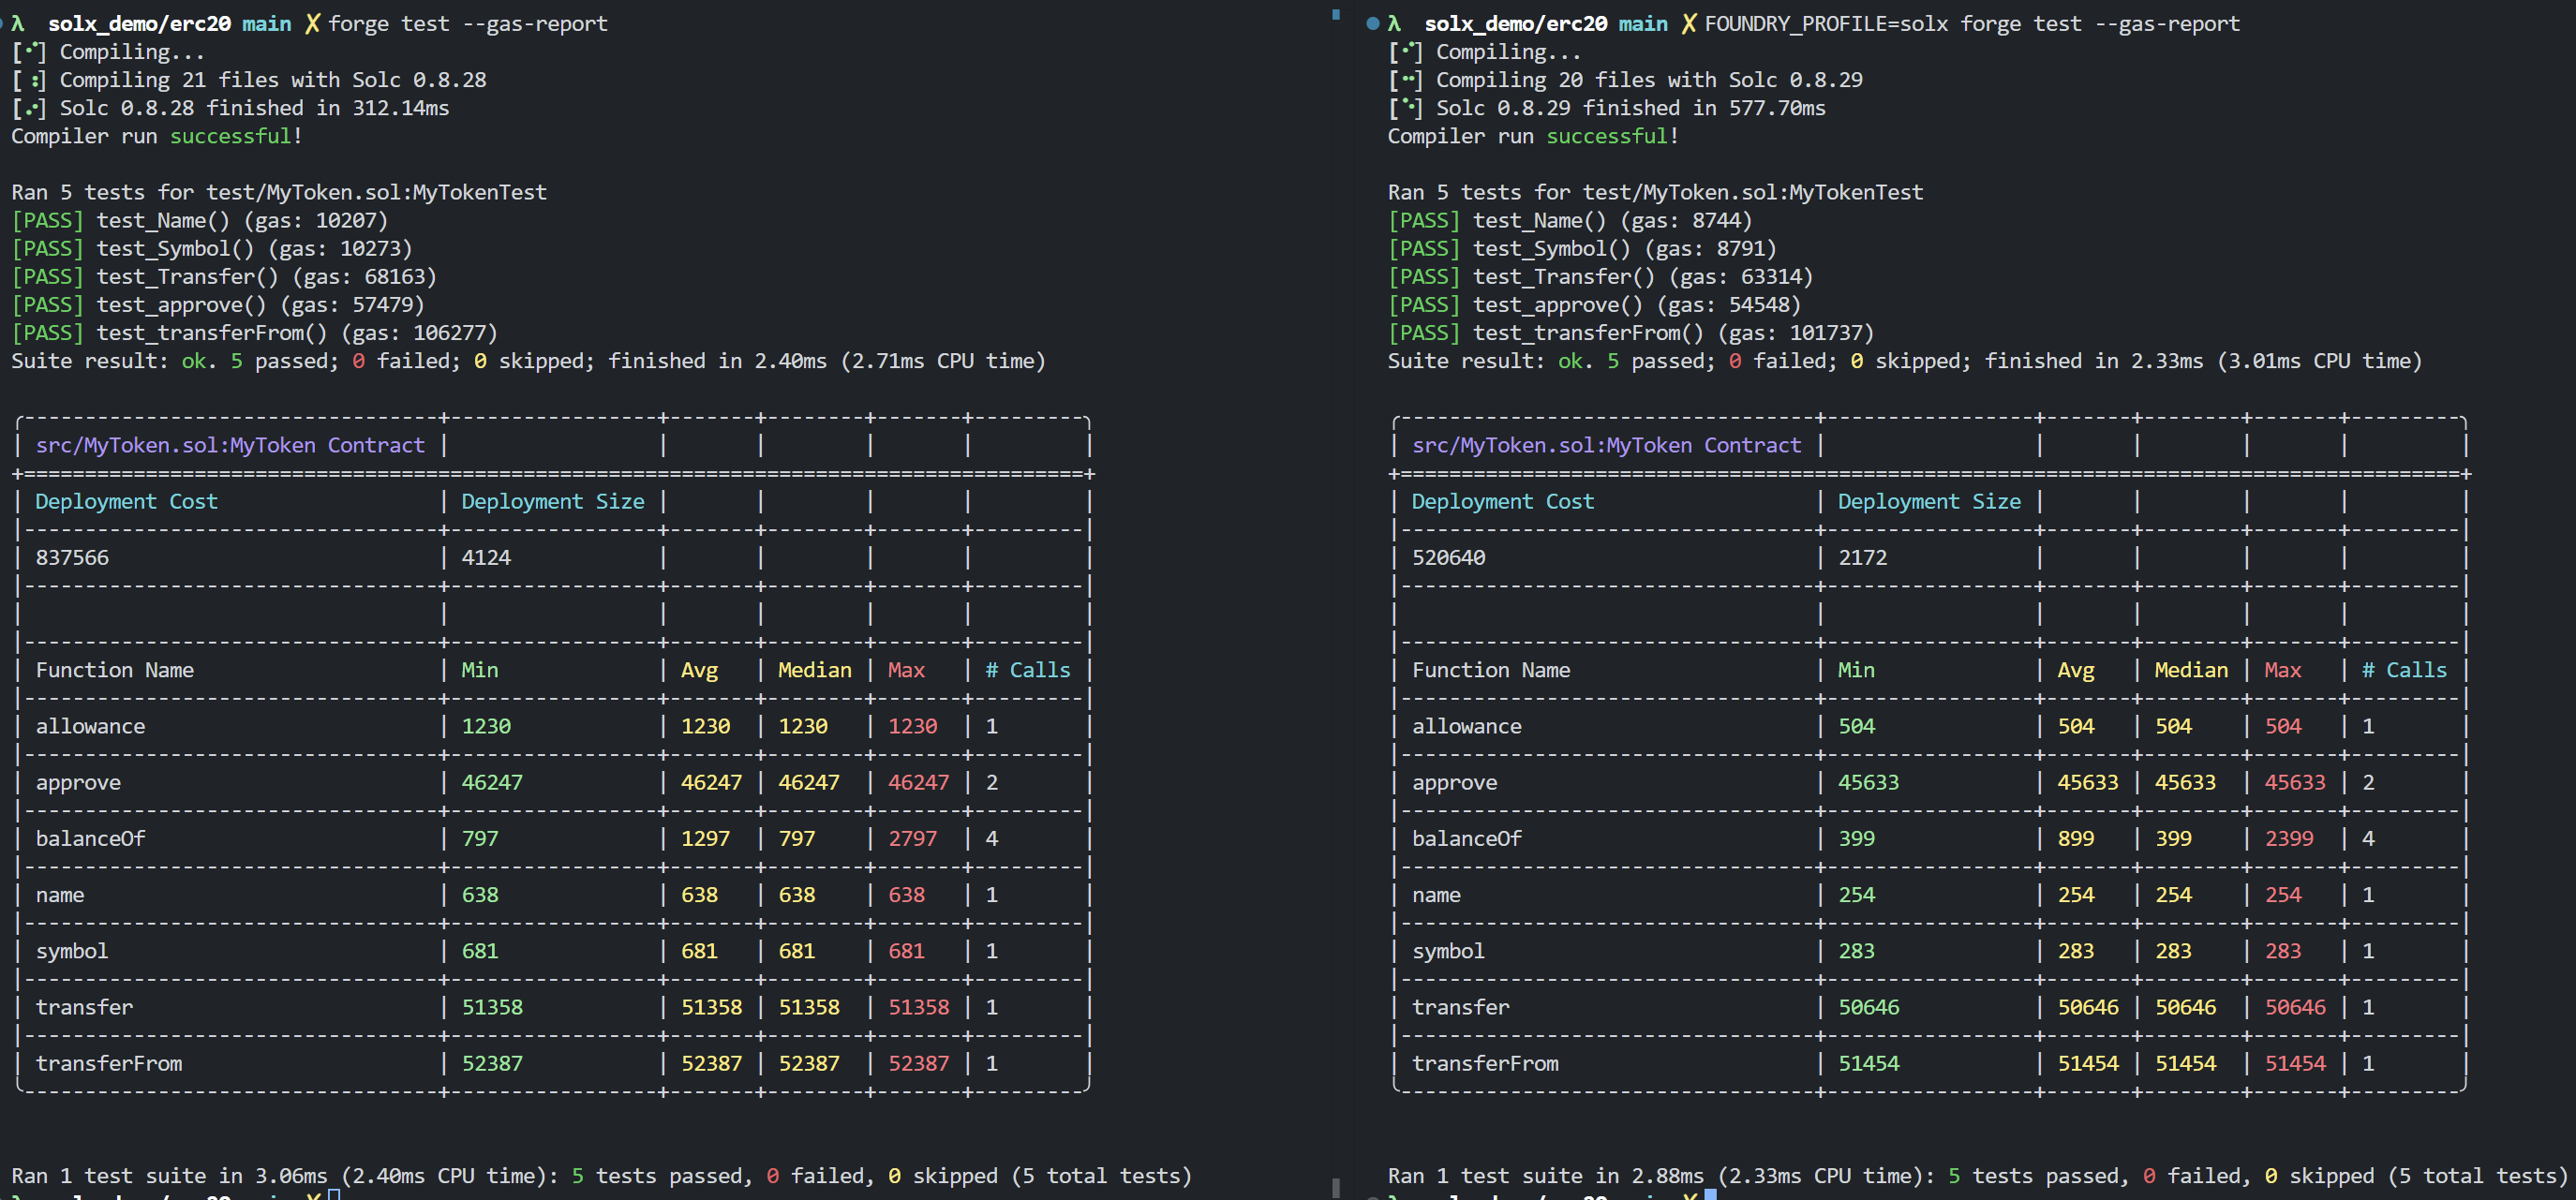 λ solx_demo/erc20 main ✗ forge test --gas-report
[⠊] Compiling...
[⠃] Compiling 21 files with Solc 0.8.28
[⠊] Solc 0.8.28 finished in 312.14ms
Compiler run successful!
Ran 5 tests for test/MyToken.sol:MyTokenTest
[PASS] test_Name() (gas: 10207)
[PASS] test_Symbol() (gas: 10273)
[PASS] test_Transfer() (gas: 68163)
[PASS] test_approve() (gas: 57479)
[PASS] test_transferFrom() (gas: 106277)
Suite result: ok. 5 passed; 0 failed; 0 skipped; finished in 2.40ms (2.71ms CPU time)
| src/MyToken.sol:MyToken Contract | | | | | |
| Deployment Cost | Deployment Size | | | | |
| 837566 | 4124 | | | | |
| Function Name | Min | Avg | Median | Max | # Calls |
| allowance | 1230 | 1230 | 1230 | 1230 | 1 |
| approve | 46247 | 46247 | 46247 | 46247 | 2 |
| balanceOf | 797 | 1297 | 797 | 2797 | 4 |
| name | 638 | 638 | 638 | 638 | 1 |
| symbol | 681 | 681 | 681 | 681 | 1 |
| transfer | 51358 | 51358 | 51358 | 51358 | 1 |
| transferFrom | 52387 | 52387 | 52387 | 52387 | 1 |
Ran 1 test suite in 3.06ms (2.40ms CPU time): 5 tests passed, 0 failed, 0 skipped (5 total tests)
λ solx_demo/erc20 main ✗
λ solx_demo/erc20 main ✗ FOUNDRY_PROFILE=solx forge test --gas-report
[⠊] Compiling...
[⠒] Compiling 20 files with Solc 0.8.29
[⠑] Solc 0.8.29 finished in 577.70ms
Compiler run successful!
Ran 5 tests for test/MyToken.sol:MyTokenTest
[PASS] test_Name() (gas: 8744)
[PASS] test_Symbol() (gas: 8791)
[PASS] test_Transfer() (gas: 63314)
[PASS] test_approve() (gas: 54548)
[PASS] test_transferFrom() (gas: 101737)
Suite result: ok. 5 passed; 0 failed; 0 skipped; finished in 2.33ms (3.01ms CPU time)
| src/MyToken.sol:MyToken Contract | | | | | |
| Deployment Cost | Deployment Size | | | | |
| 520640 | 2172 | | | | |
| Function Name | Min | Avg | Median | Max | # Calls |
| allowance | 504 | 504 | 504 | 504 | 1 |
| approve | 45633 | 45633 | 45633 | 45633 | 2 |
| balanceOf | 399 | 899 | 399 | 2399 | 4 |
| name | 254 | 254 | 254 | 254 | 1 |
| symbol | 283 | 283 | 283 | 283 | 1 |
| transfer | 50646 | 50646 | 50646 | 50646 | 1 |
| transferFrom | 51454 | 51454 | 51454 | 51454 | 1 |
Ran 1 test suite in 2.88ms (2.33ms CPU time): 5 tests passed, 0 failed, 0 skipped (5 total tests)
λ solx_demo/erc20 main ✗